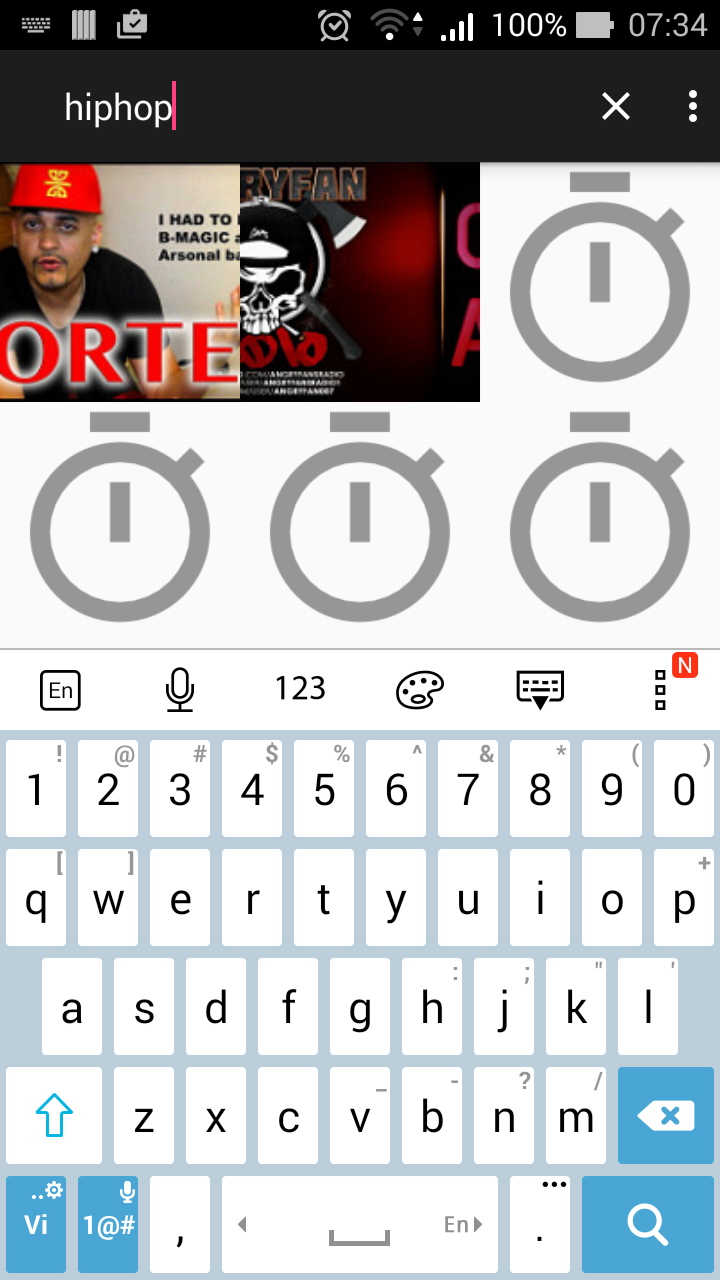 100% 07:34
hiphop
I HAD TO
B-MAGIC
Arsonal
ORTE
RYFAN
En 123 N
! @ # $ % ^ & * ( )
1 2 3 4 5 6 7 8 9 0
[ ] +
q w e r t y u i o p
: ; " '
a s d f g h j k l
_ - ? /
z x c v b n m
Vi 1@# , En . ...